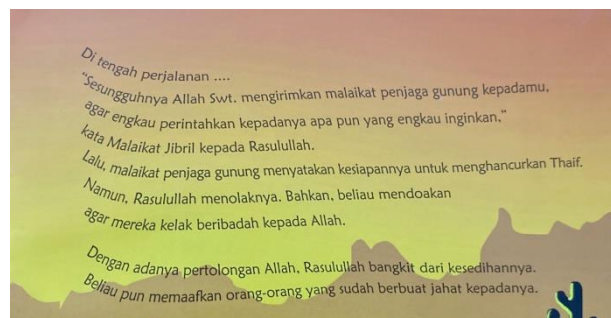 Di tengah perjalanan ....
"Sesungguhnya Allah Swt. mengirimkan malaikat penjaga gunung kepadamu,
agar engkau perintahkan kepadanya apa pun yang engkau inginkan,"
kata Malaikat Jibril kepada Rasulullah.
Lalu, malaikat penjaga gunung menyatakan kesiapannya untuk menghancurkan Thaif.
Namun, Rasulullah menolaknya. Bahkan, beliau mendoakan
agar mereka kelak beribadah kepada Allah.
Dengan adanya pertolongan Allah, Rasulullah bangkit dari kesedihannya.
Beliau pun memaafkan orang-orang yang sudah berbuat jahat kepadanya.